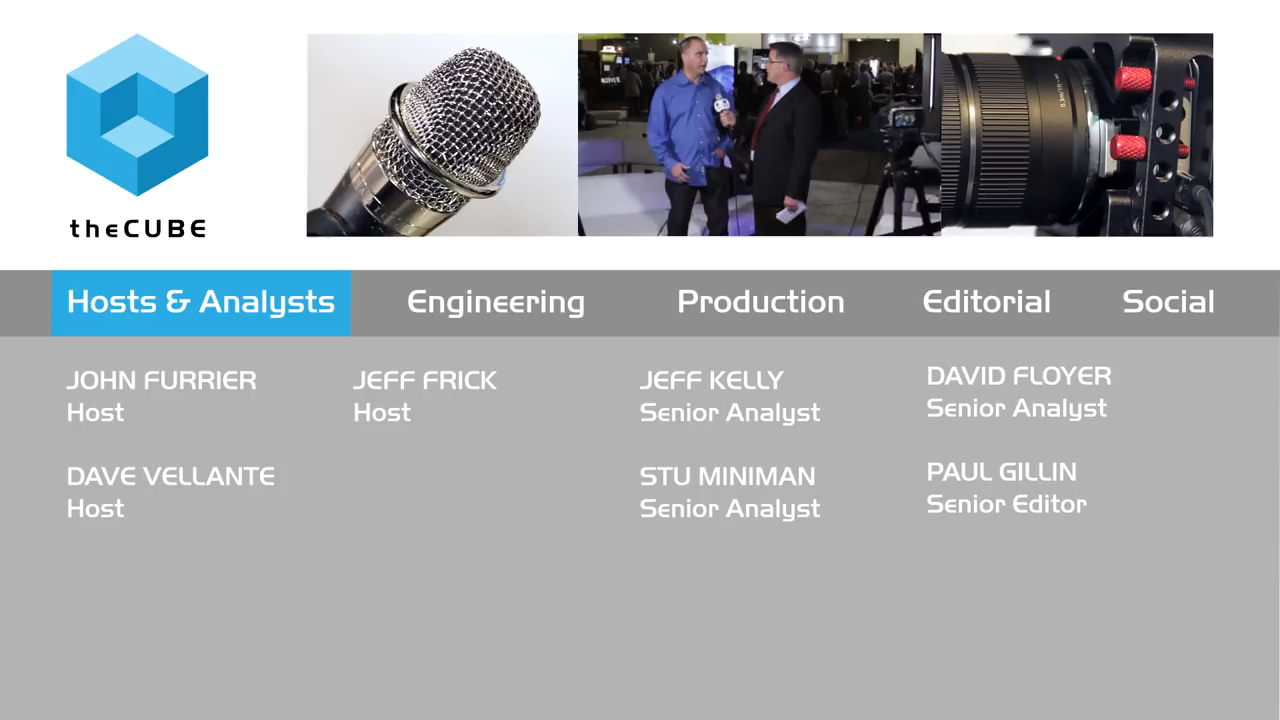 theCUBE
Hosts & Analysts
Engineering
Production
Editorial
Social
JOHN FURRIER
Host
JEFF FRICK
Host
JEFF KELLY
Senior Analyst
DAVID FLOYER
Senior Analyst
DAVE VELLANTE
Host
STU MINIMAN
Senior Analyst
PAUL GILLIN
Senior Editor